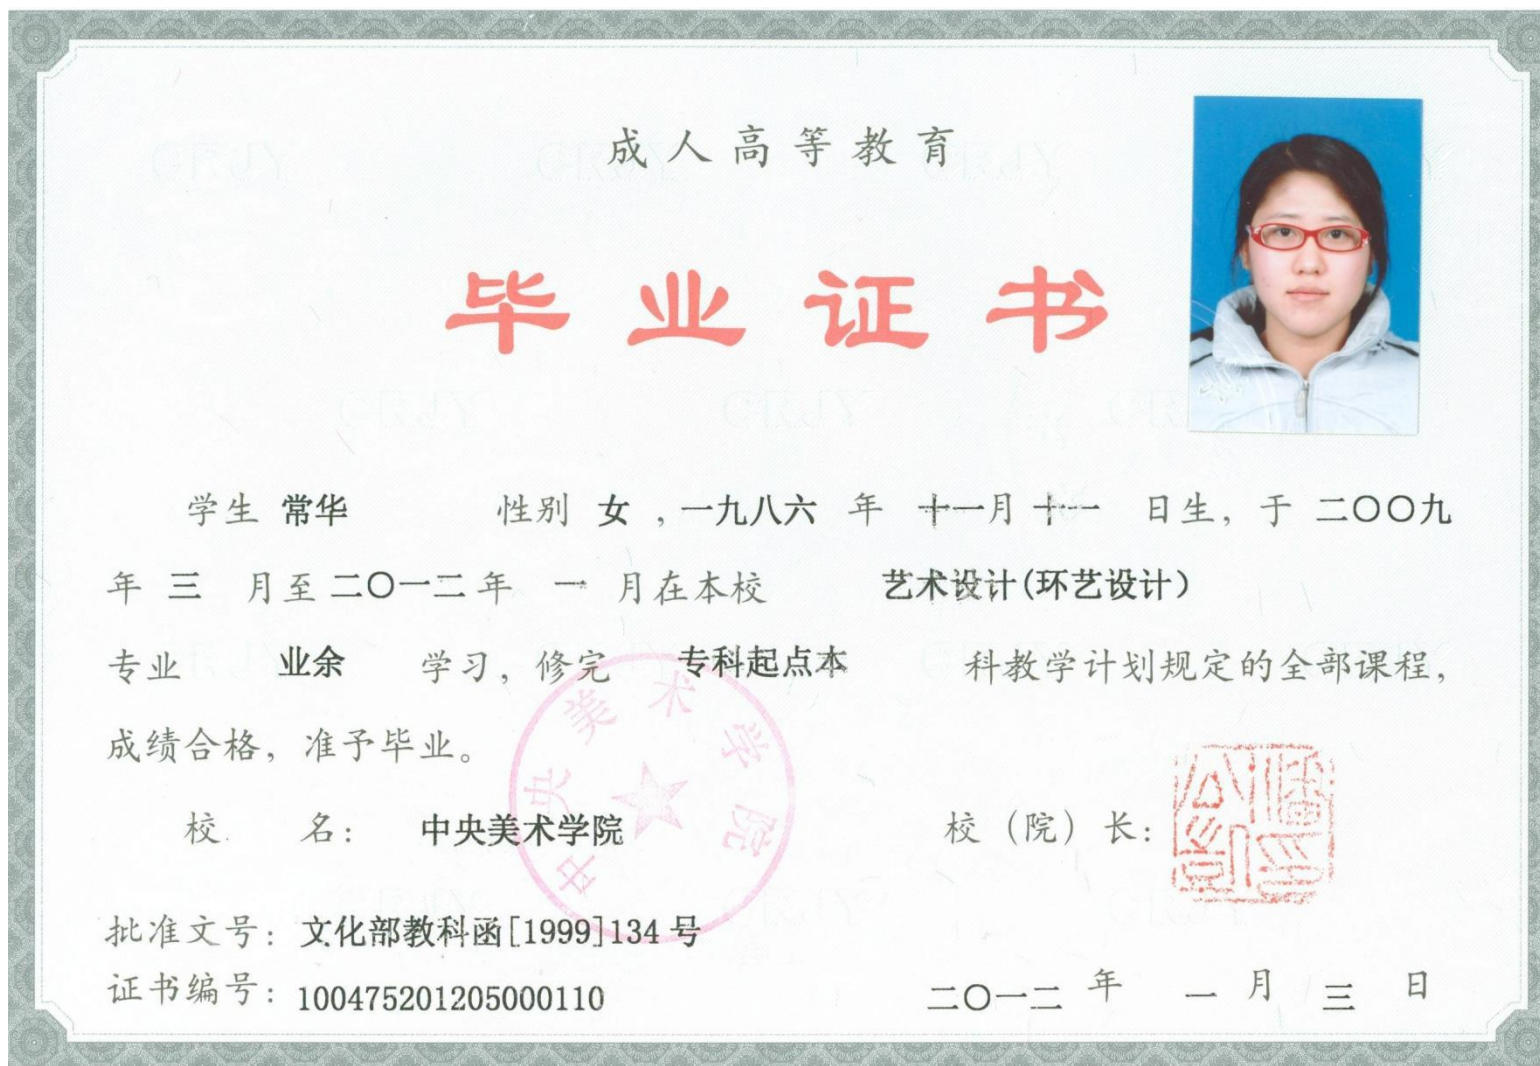 成人高等教育
毕业证书
学生 常华 性别 女 ,一九八六 年 十一月十一 日生, 于 二〇〇九
年 三 月至二〇一二年 一 月在本校 艺术设计(环艺设计)
专业 业余 学习, 修完 专科起点本 科教学计划规定的全部课程,
成绩合格, 准予毕业。
中央美术学院
校 名: 中央美术学院 校(院)长:
批准文号: 文化部教科函[1999]134号
证书编号: 100475201205000110 二〇一二 年 一 月 三 日